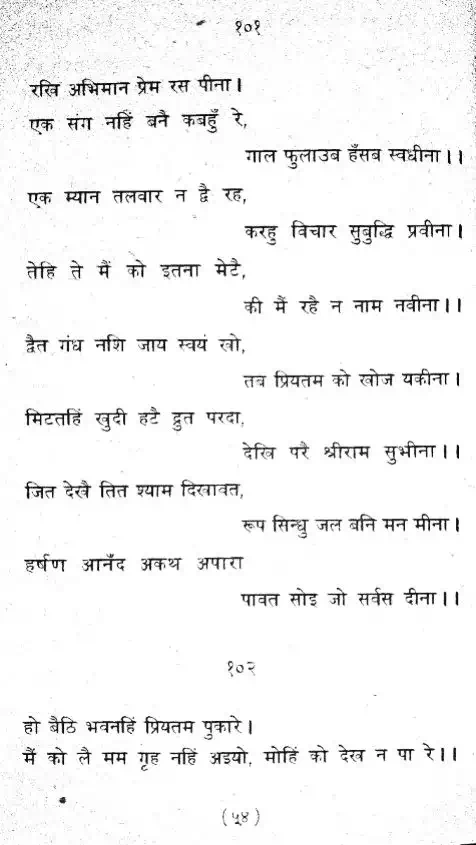 १०१
रखि अभिमान प्रेम रस पीना।
एक संग नहिं बनै कबहुँ रे,
गाल फुलाउब हँसब स्वधीना।।
एक म्यान तलवार न द्वै रह,
करहु विचार सुबुद्धि प्रवीना।
तेहि ते मैं को इतना मेटै,
की मैं रहै न नाम नवीना।।
द्वैत गंध नशि जाय स्वयं खो,
तब प्रियतम को खोज यकीना।
मिटतहिं खुदी हटै द्रुत परदा,
देखि परै श्रीराम सुभीना।।
जित देखै तित श्याम दिखावत,
रूप सिन्धु जल बनि मन मीना।
हर्षण आनँद अकथ अपारा
पावत सोइ जो सर्वस दीना।।
१०२
हो बैठि भवनहिं प्रियतम पुकारे।
मैं को लै मम गृह नहिं अइयो, मोहिं को देख न पा रे।।
(५४)